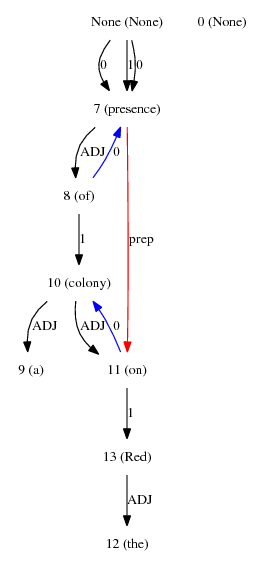 None (None) 0 (None)
0 1 0
7 (presence)
ADJ 0
8 (of)
1 prep
10 (colony)
ADJ ADJ 0
9 (a) 11 (on)
1
13 (Red)
ADJ
12 (the)